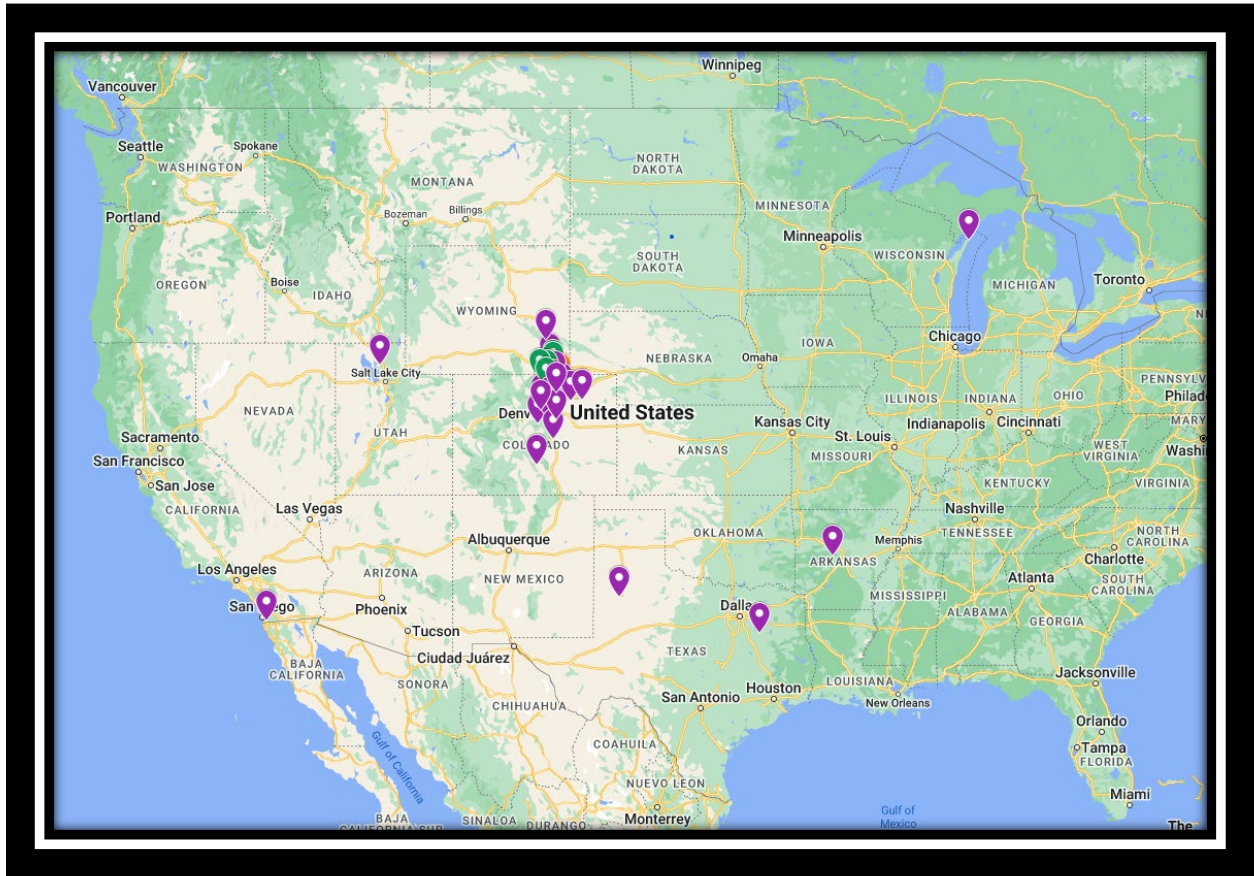 Winnipeg
Vancouver
Seattle
Spokane
WASHINGTON
NORTH
DAKOTA
MONTANA
Bozeman
Billings
MINNESOTA
Portland
Minneapolis
WISCONSIN
SOUTH
DAKOTA
OREGON
Boise
IDAHO
MICHIGAN
Toronto
WYOMING
Chicago
IOWA
NEBRASKA
Omaha
Salt Lake City
PENNSYLV
ILLINOIS
INDIANA
OHIO
Phila
NEVADA
Denv
United States
Kansas City
Indianapolis
Cincinnati
MARY
Sacramento
UTAH
St. Louis
KANSAS
MISSOURI
WEST
VIRGINIA
Washi
San Francisco
San Jose
KENTUCKY
VIRGINIA
CALIFORNIA
Las Vegas
Nashville
TENNESSEE
NORTH
CAROLINA
Albuquerque
OKLAHOMA
Memphis
ARKANSAS
Charlotte
Los Angeles
ARIZONA
NEW MEXICO
Atlanta
SOUTH
CAROLINA
San
Phoenix
Dalla
MISSISSIPPI
ALABAMA
GEORGIA
Tucson
Ciudad Juárez
TEXAS
BAJA
CALIFORNIA
SONORA
Jacksonville
LOUISIANA
CHIHUAHUA
San Antonio
Houston
New Orleans
Orlando
Gulf of California
COAHUILA
Tampa
FLORIDA
NUEVO LEON
Miami
Gulf of
Mexico
BAJA
SINALOA
DURANGO
Monterrey
The